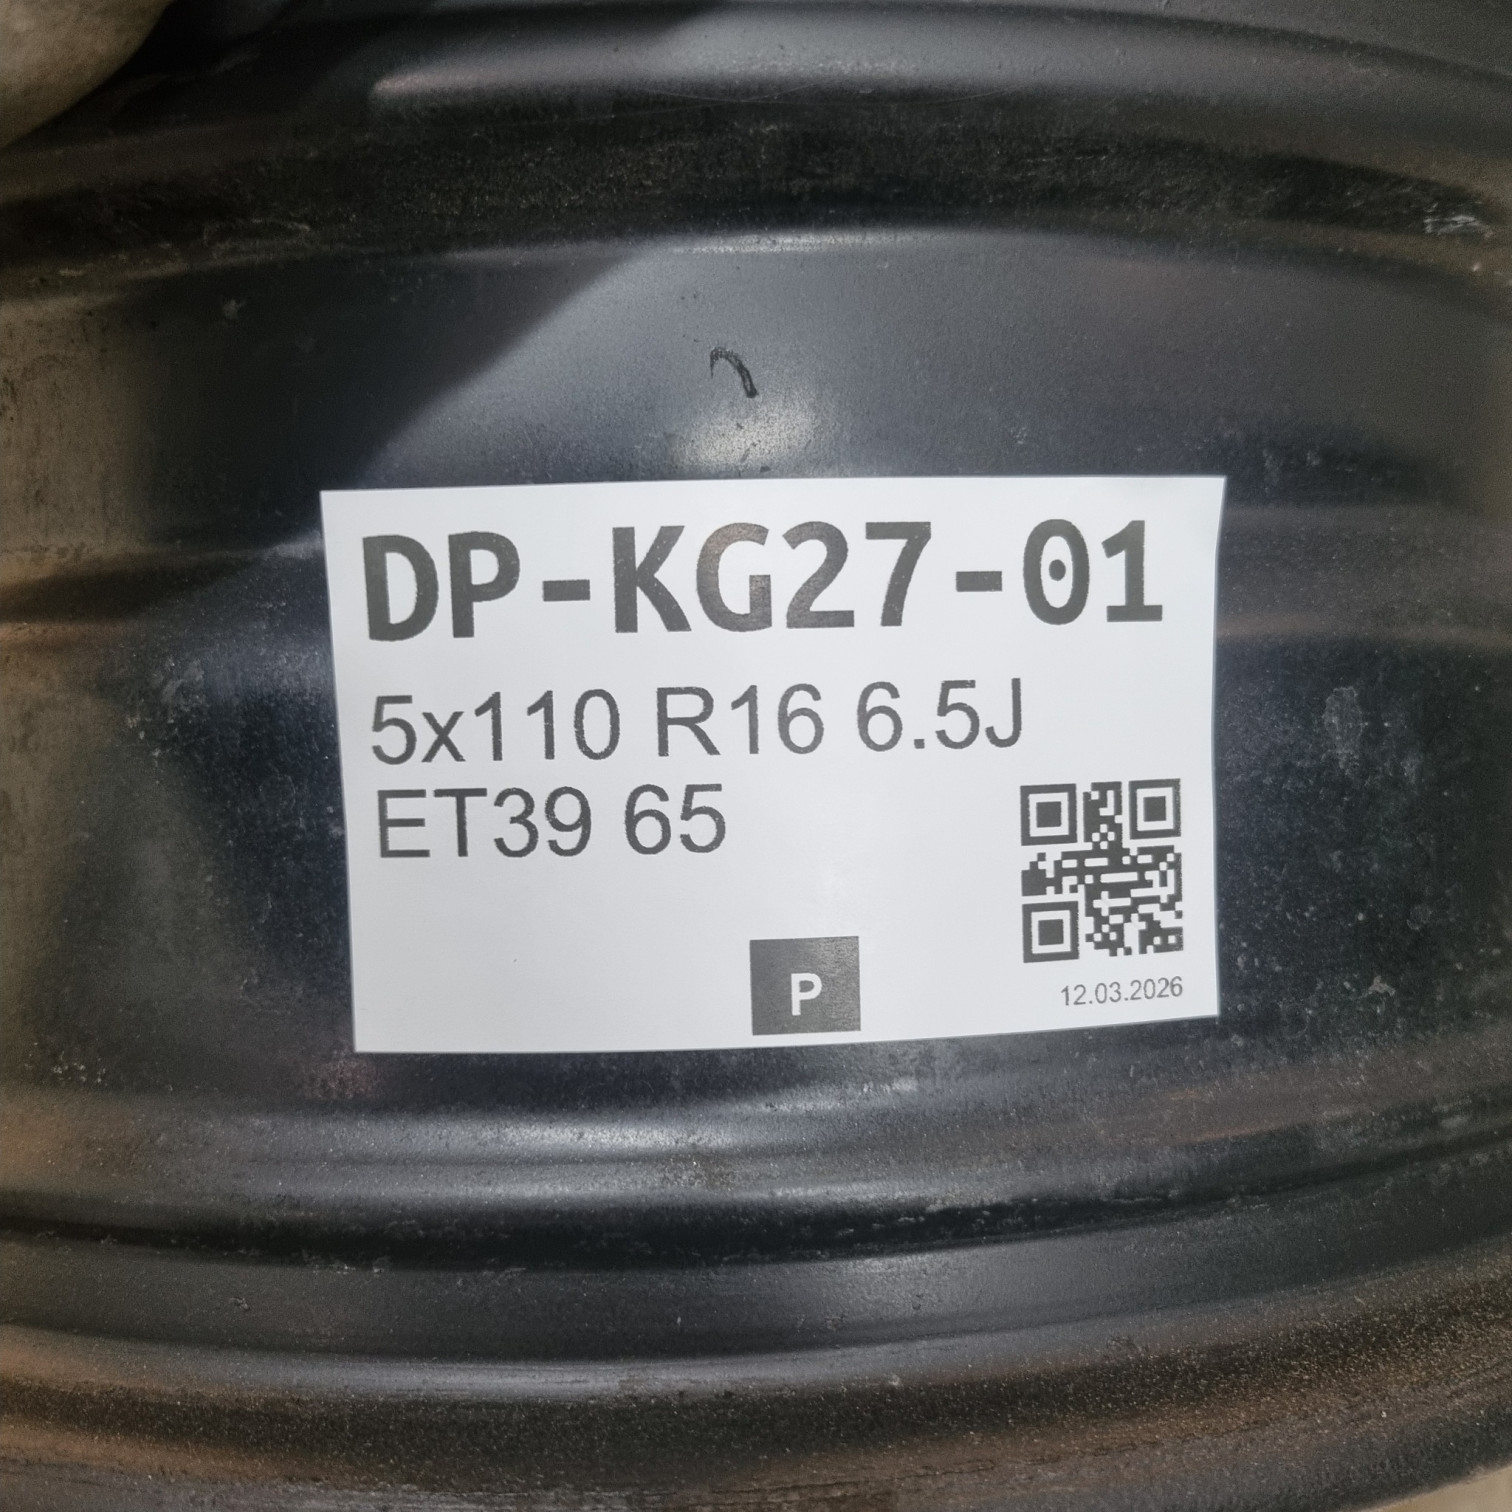 DP-KG27-01
5x110 R16 6.5J
ET39 65
P
12.03.2026